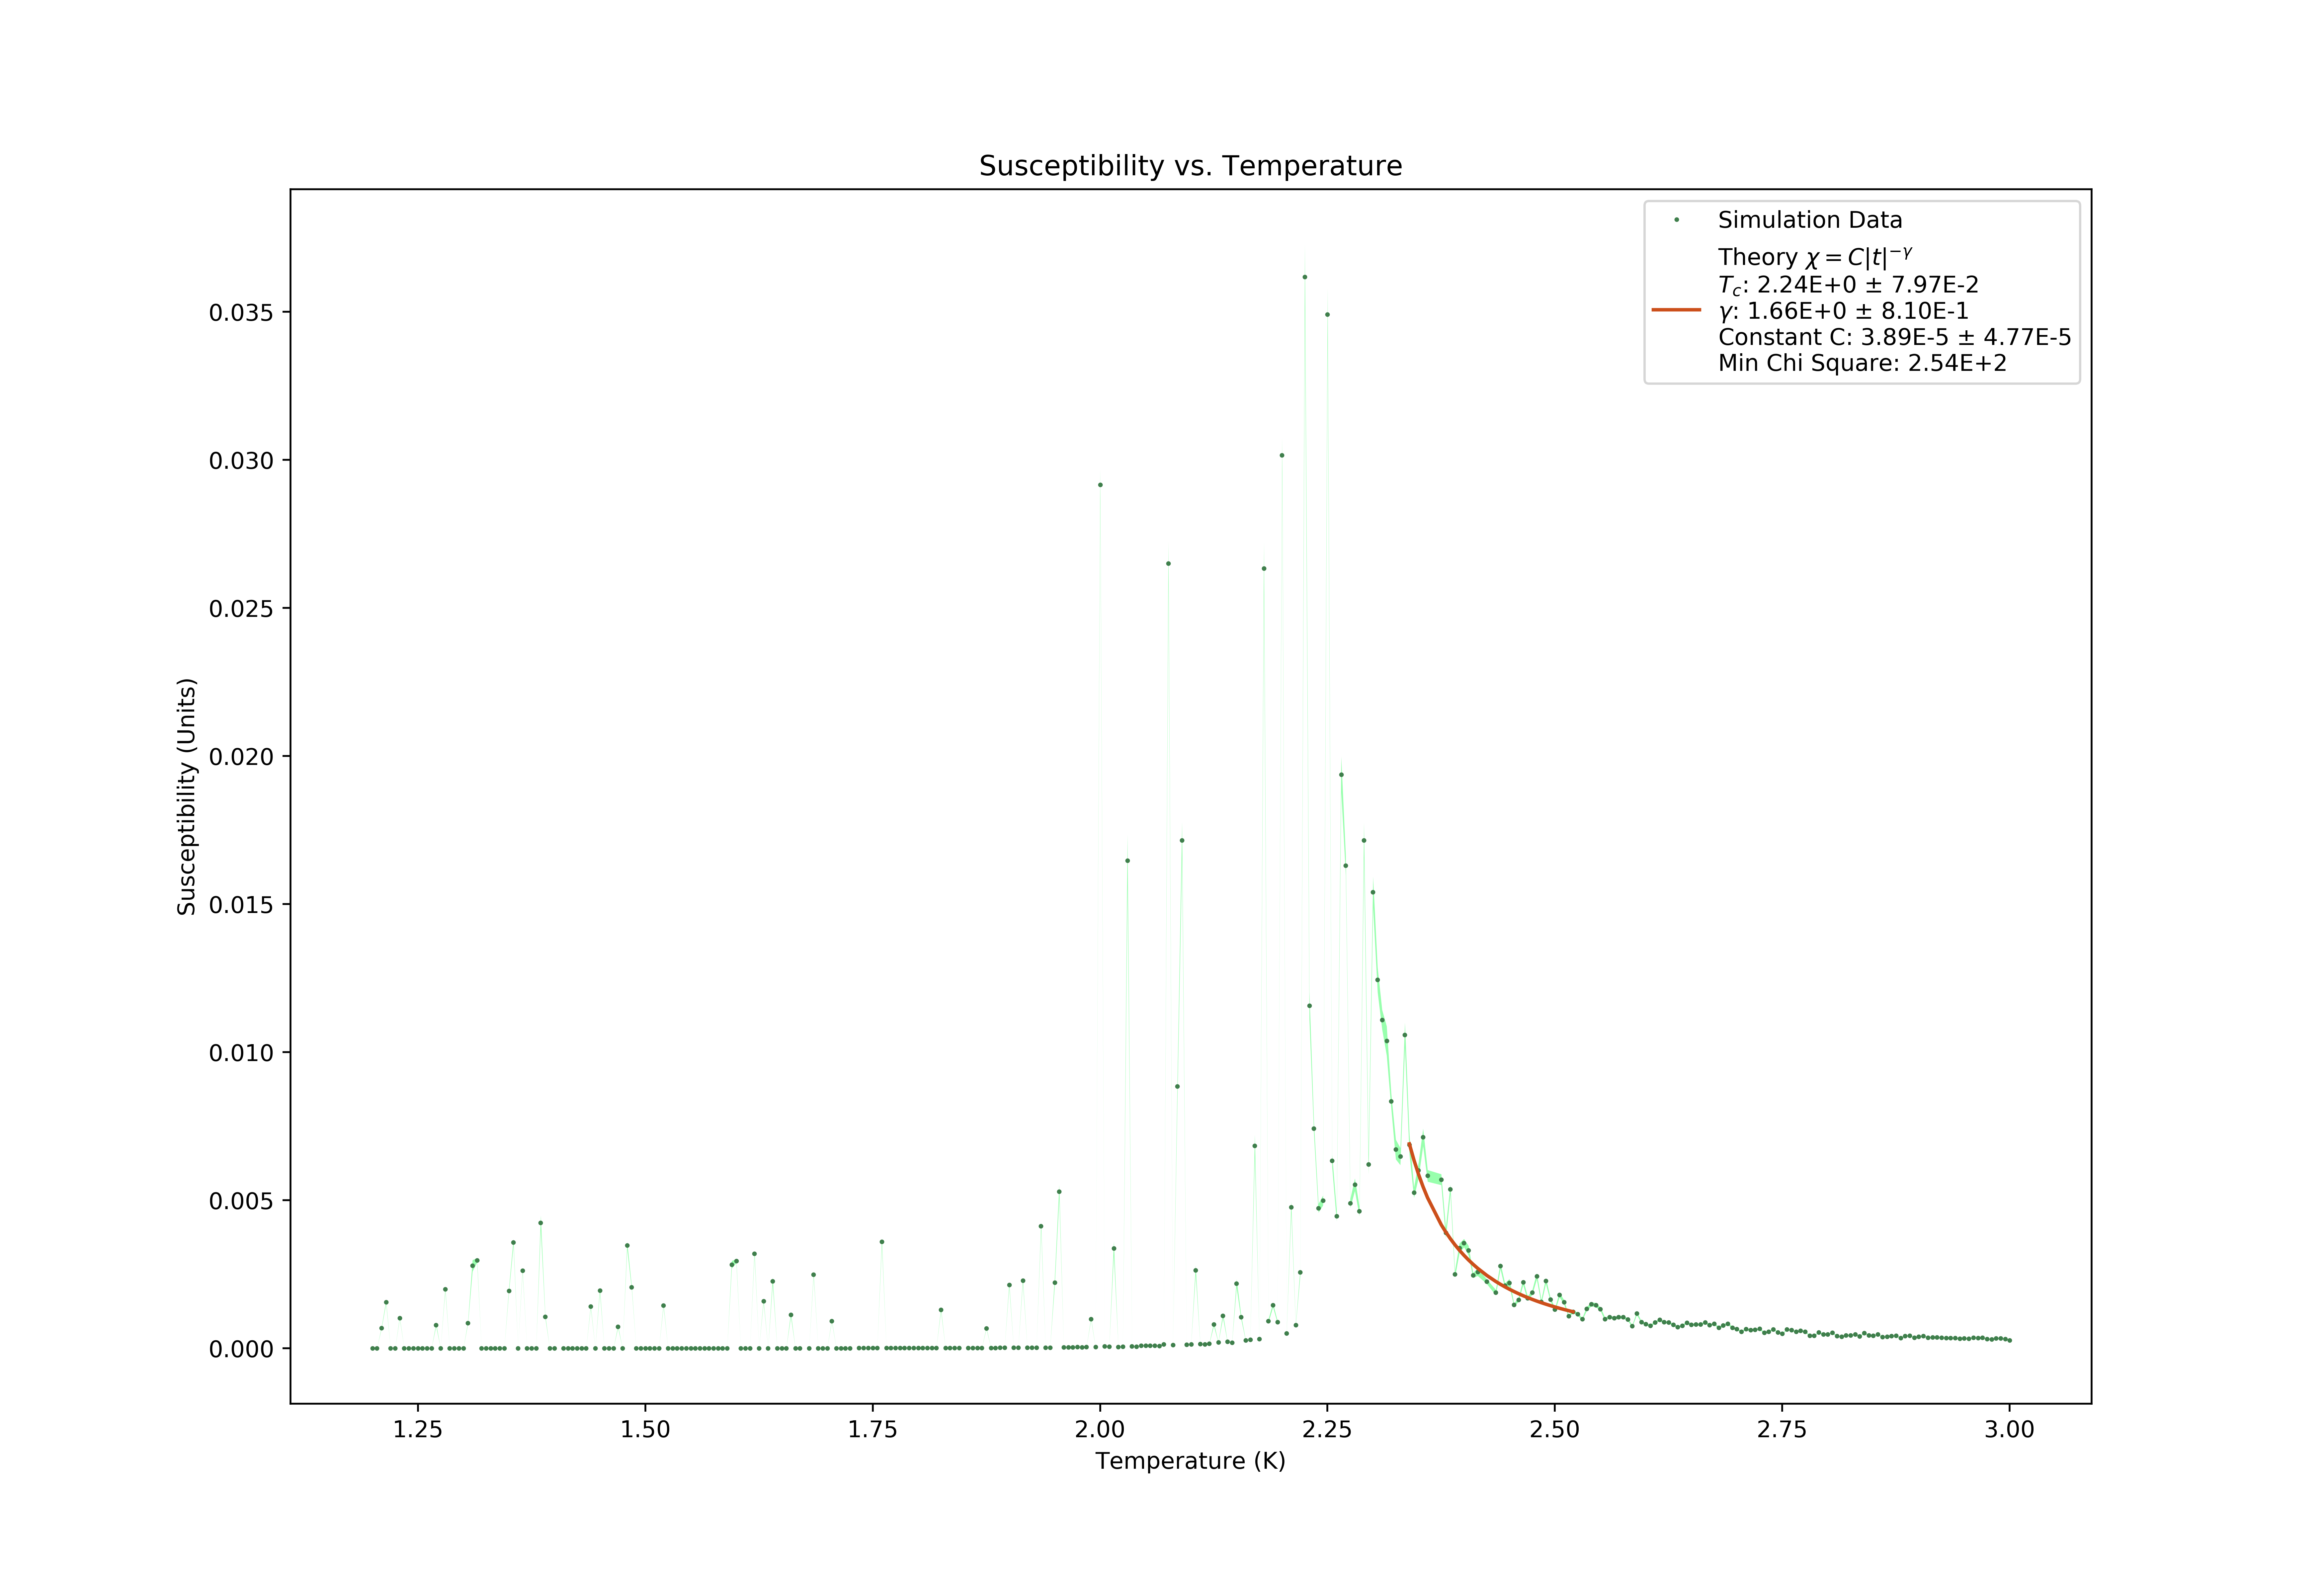 Susceptibility vs. Temperature
Simulation Data
Theory χ = C|t|^{−γ}
T_c: 2.24E+0 ± 7.97E-2
γ: 1.66E+0 ± 8.10E-1
Constant C: 3.89E-5 ± 4.77E-5
Min Chi Square: 2.54E+2
Susceptibility (Units)
0.035
0.030
0.025
0.020
0.015
0.010
0.005
0.000
1.25 1.50 1.75 2.00 2.25 2.50 2.75 3.00
Temperature (K)